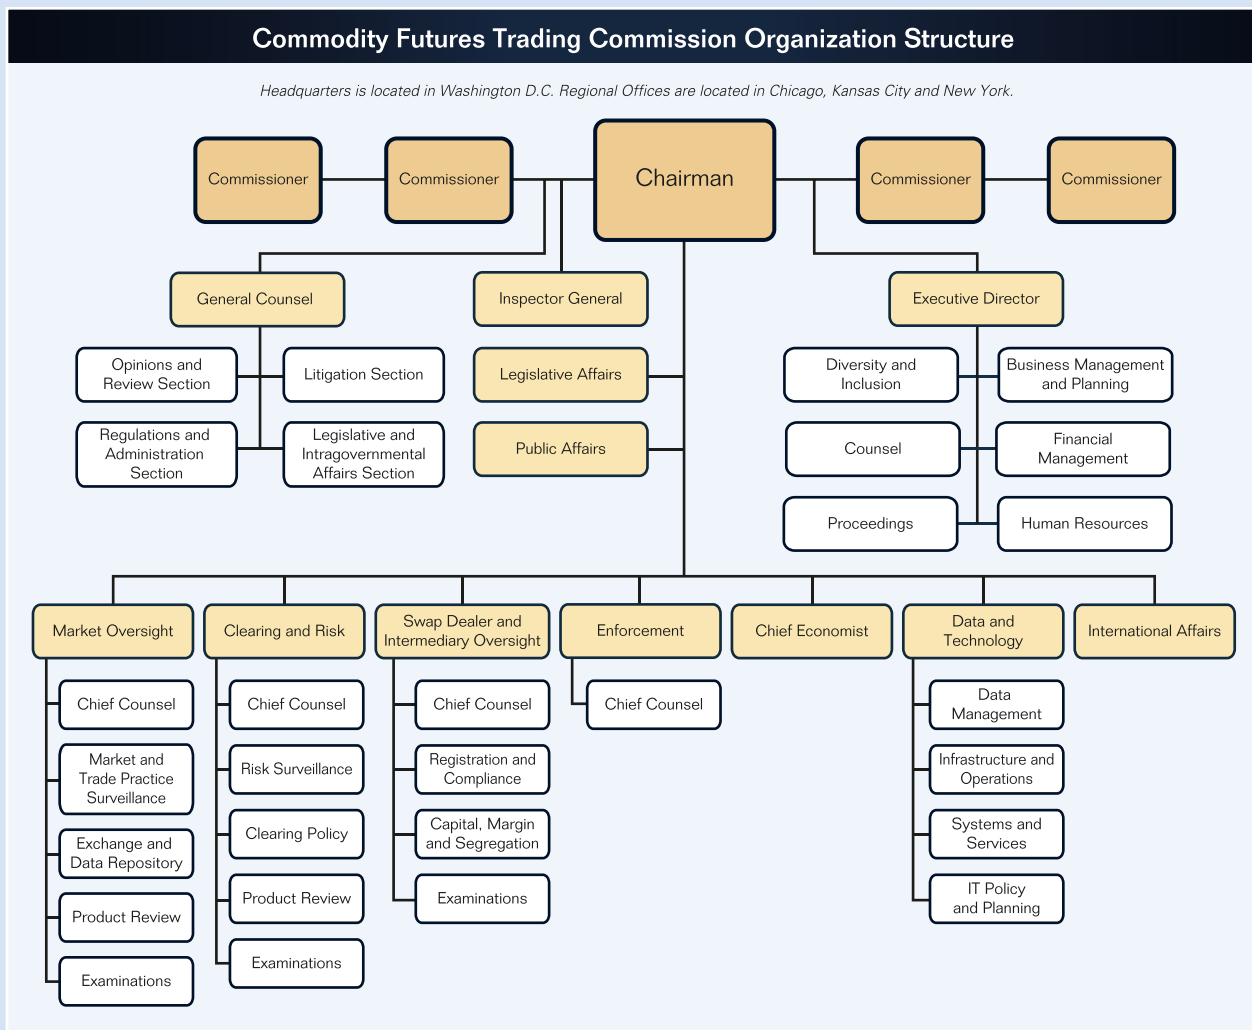 Commodity Futures Trading Commission Organization Structure
Headquarters is located in Washington D.C. Regional Offices are located in Chicago, Kansas City and New York.
Commissioner
Commissioner
Chairman
Commissioner
Commissioner
General Counsel
Inspector General
Executive Director
Opinions and
Review Section
Litigation Section
Legislative Affairs
Diversity and
Inclusion
Business Management
and Planning
Regulations and
Administration
Section
Legislative and
Intragovernmental
Affairs Section
Public Affairs
Counsel
Financial
Management
Proceedings
Human Resources
Market Oversight
Clearing and Risk
Swap Dealer and
Intermediary Oversight
Enforcement
Chief Economist
Data and
Technology
International Affairs
Chief Counsel
Market and
Trade Practice
Surveillance
Exchange and
Data Repository
Product Review
Examinations
Chief Counsel
Risk Surveillance
Clearing Policy
Product Review
Examinations
Chief Counsel
Registration and
Compliance
Capital, Margin
and Segregation
Examinations
Chief Counsel
Data
Management
Infrastructure and
Operations
Systems and
Services
IT Policy
and Planning